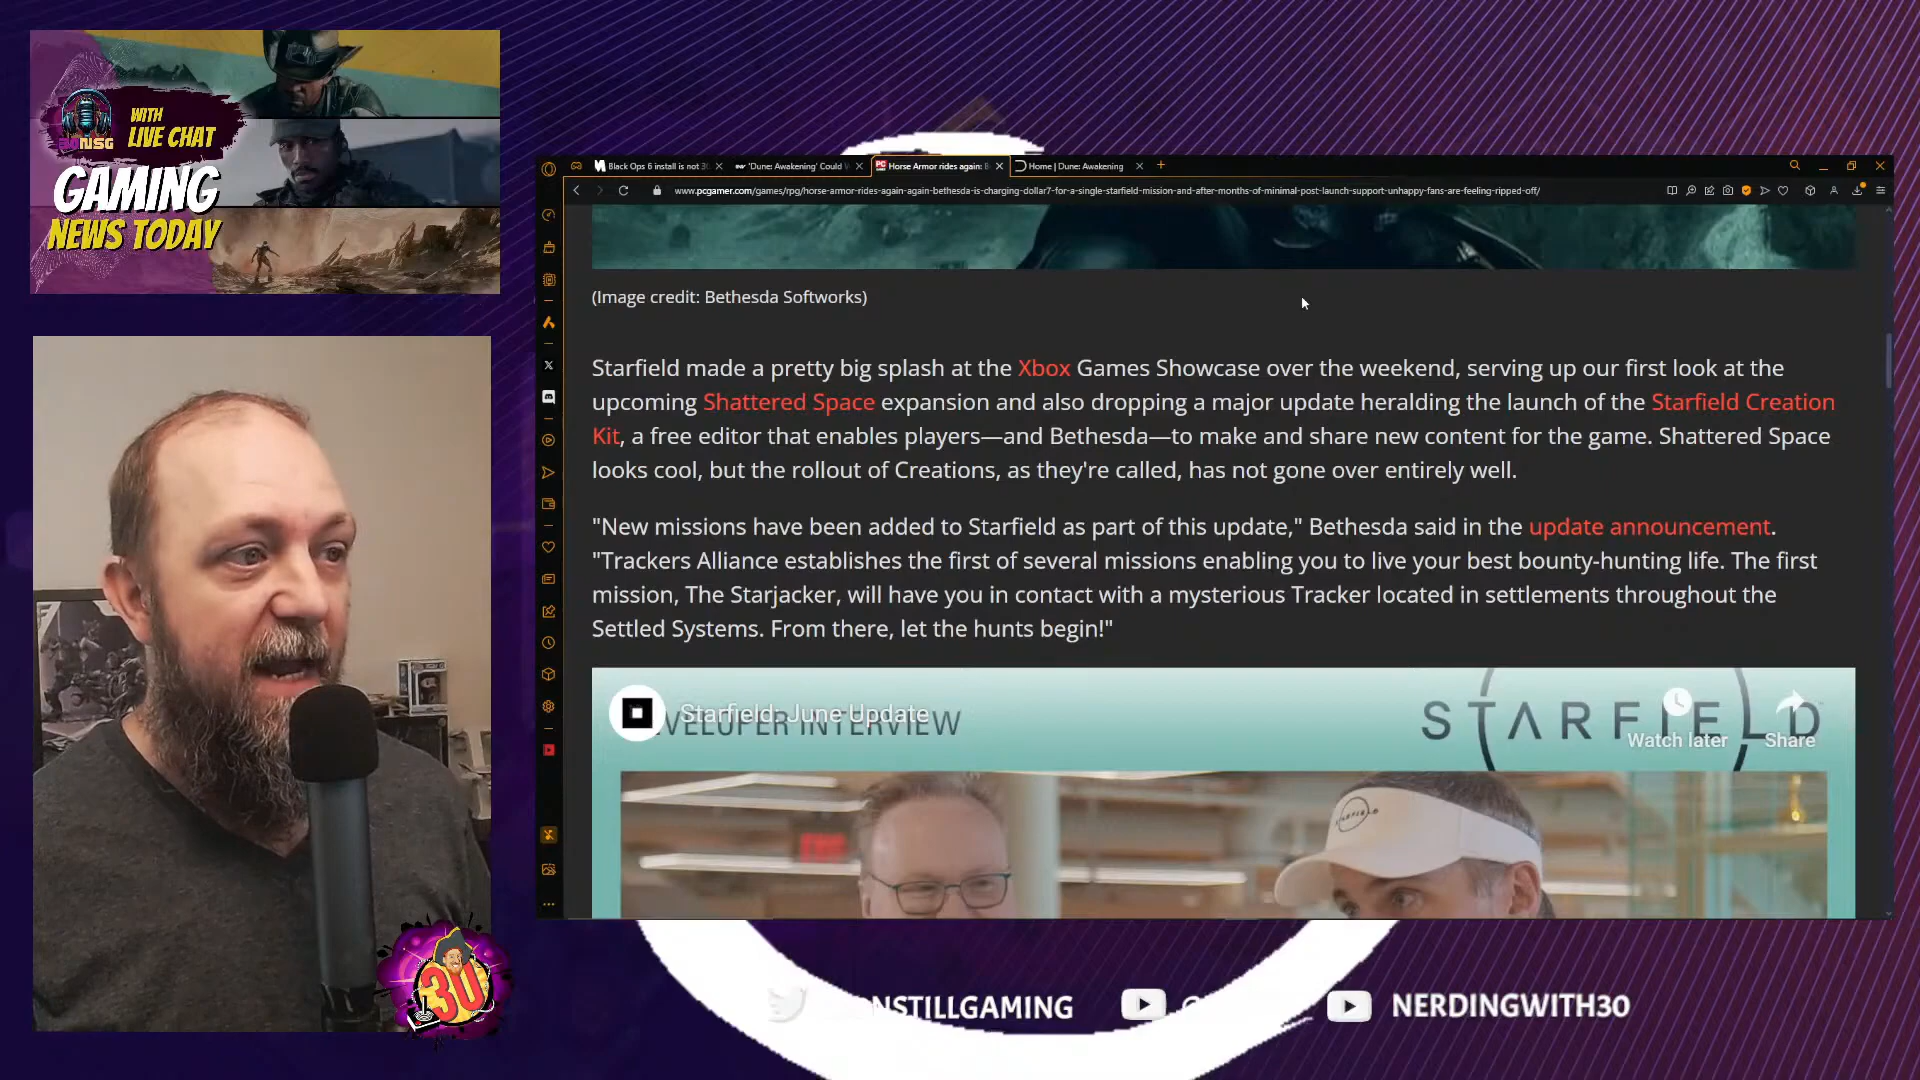 WITH
LIVE CHAT
30NSG
GAMING
NEWS TODAY
Black Ops 6 install is not 30
'Dune: Awakening' Could
PC
Horse Armor rides again:
Home | Dune: Awakening
www.pcgamer.com/games/rpg/horse-armor-rides-again-again-bethesda-is-charging-dollar7-for-a-single-starfield-mission-and-after-months-of-minimal-post-launch-support-unhappy-fans-are-feeling-ripped-off/
(Image credit: Bethesda Softworks)
Starfield made a pretty big splash at the Xbox Games Showcase over the weekend, serving up our first look at the
upcoming Shattered Space expansion and also dropping a major update heralding the launch of the Starfield Creation
Kit, a free editor that enables players—and Bethesda—to make and share new content for the game. Shattered Space
looks cool, but the rollout of Creations, as they're called, has not gone over entirely well.
"New missions have been added to Starfield as part of this update," Bethesda said in the update announcement.
"Trackers Alliance establishes the first of several missions enabling you to live your best bounty-hunting life. The first
mission, The Starjacker, will have you in contact with a mysterious Tracker located in settlements throughout the
Settled Systems. From there, let the hunts begin!"
Starfield: June Update
VELOPER INTERVIEW
STARFIELD
Watch later
Share
STARFIELD
30
NSTILLGAMING
NERDINGWITH30